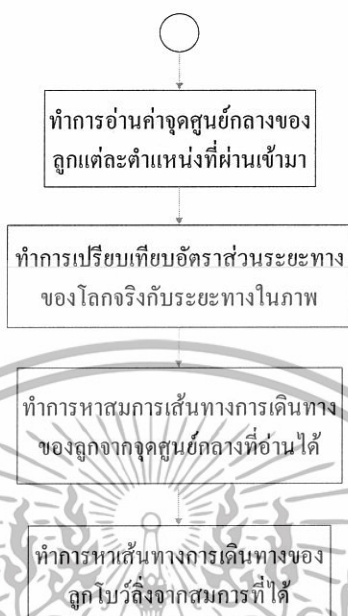 ทำการอ่านค่าจุดศูนย์กลางของ
ลูกแต่ละตำแหน่งที่ผ่านเข้ามา
ทำการเปรียบเทียบอัตราส่วนระยะทาง
ของโลกจริงกับระยะทางในภาพ
ทำการหาสมการเส้นทางการเดินทาง
ของลูกจากจุดศูนย์กลางที่อ่านได้
ทำการหาเส้นทางการเดินทางของ
ลูกโบว์ลิ่งจากสมการที่ได้